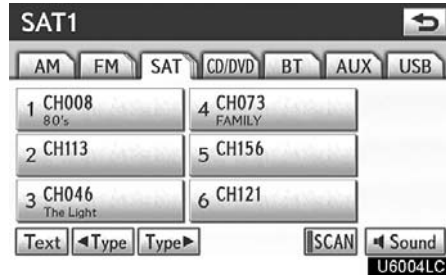 SAT1
AM FM SAT CD/DVD BT AUX USB
1 CH008
80's
4 CH073
FAMILY
2 CH113
5 CH156
3 CH046
The Light
6 CH121
Text ◄Type Type► SCAN Sound
U6004LC